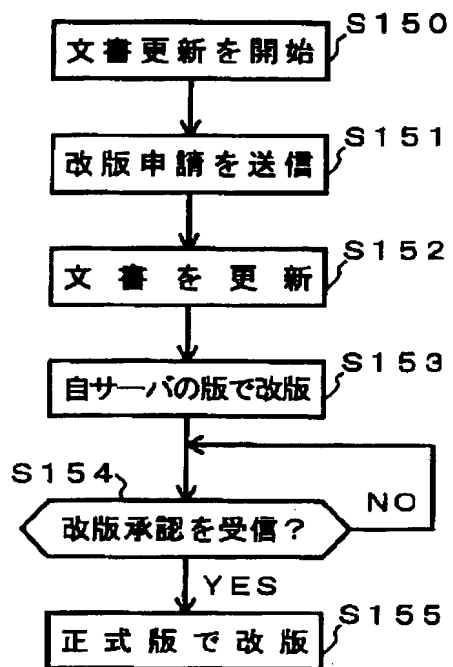 S150
文書更新を開始
S151
改版申請を送信
S152
文書を更新
S153
自サーバの版で改版
S154
改版承認を受信?
NO
YES
S155
正式版で改版